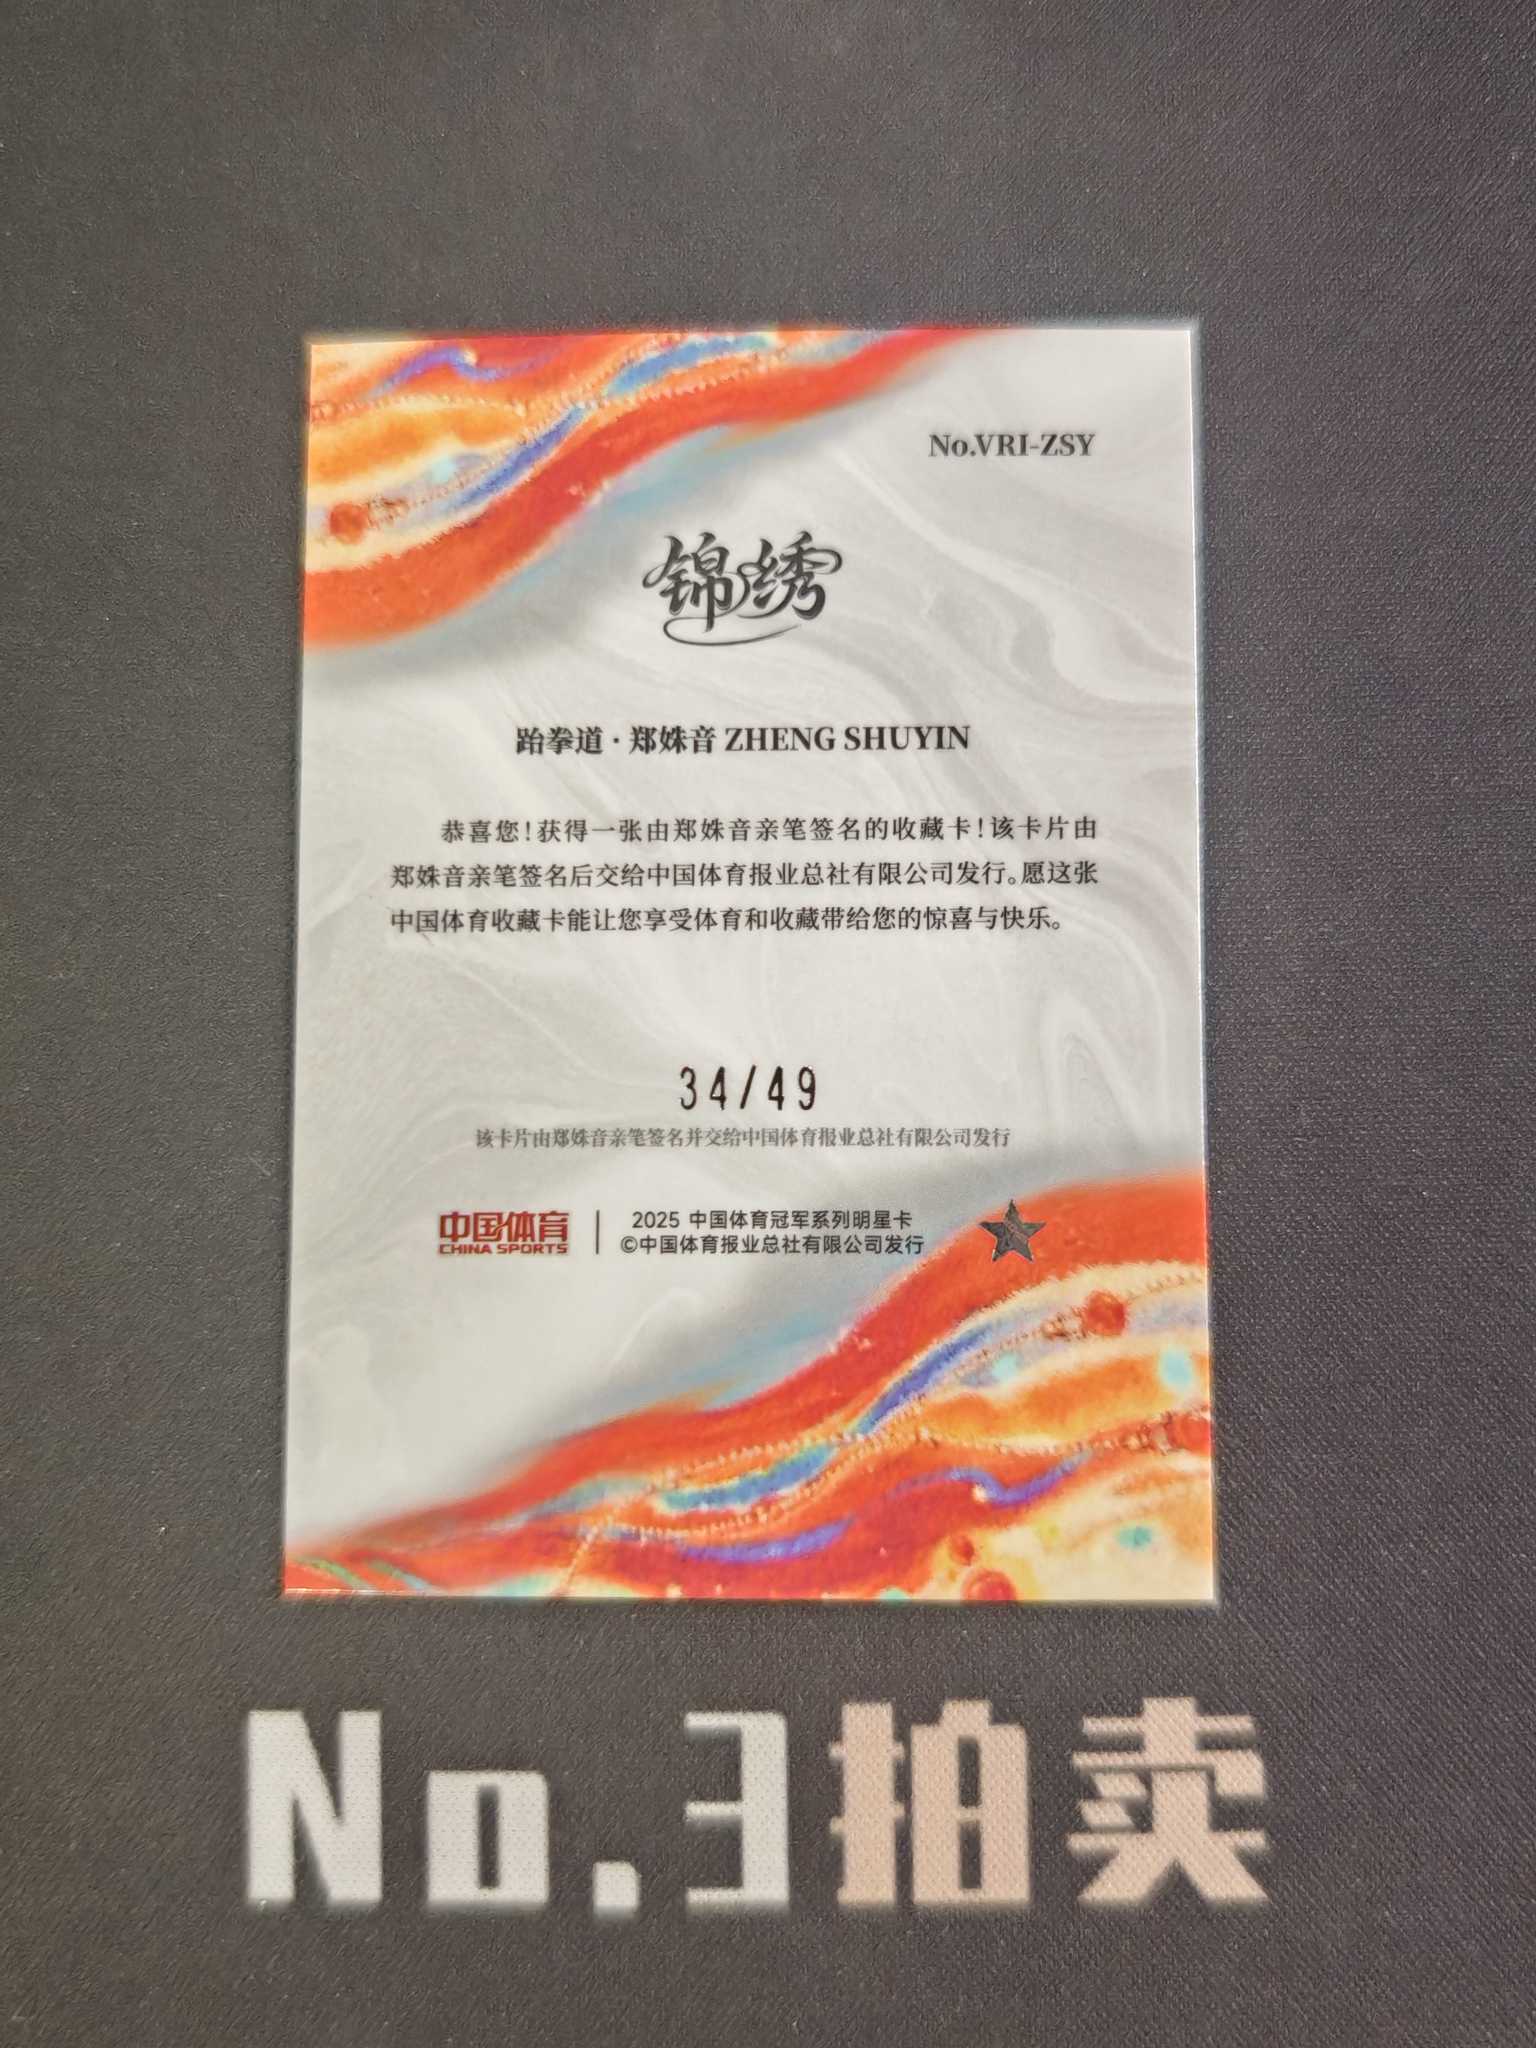 No.VRI-ZSY
锦绣
跆拳道·郑姝音 ZHENG SHUYIN
恭喜您!获得一张由郑姝音亲笔签名的收藏卡!该卡片由
郑姝音亲笔签名后交给中国体育报业总社有限公司发行。愿这张
中国体育收藏卡能让您享受体育和收藏带给您的惊喜与快乐。
34/49
该卡片由郑姝音亲笔签名并交给中国体育报业总社有限公司发行
中国体育
CHINA SPORTS
2025 中国体育冠军系列明星卡
©中国体育报业总社有限公司发行
No.3拍卖